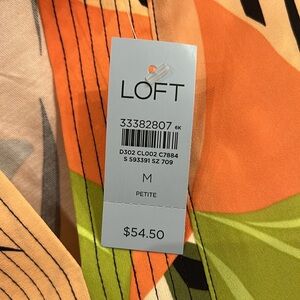 LOFT
33382807 6K
D302 CL002 C7884
S 593391 SZ 709
M
PETITE
$54.50